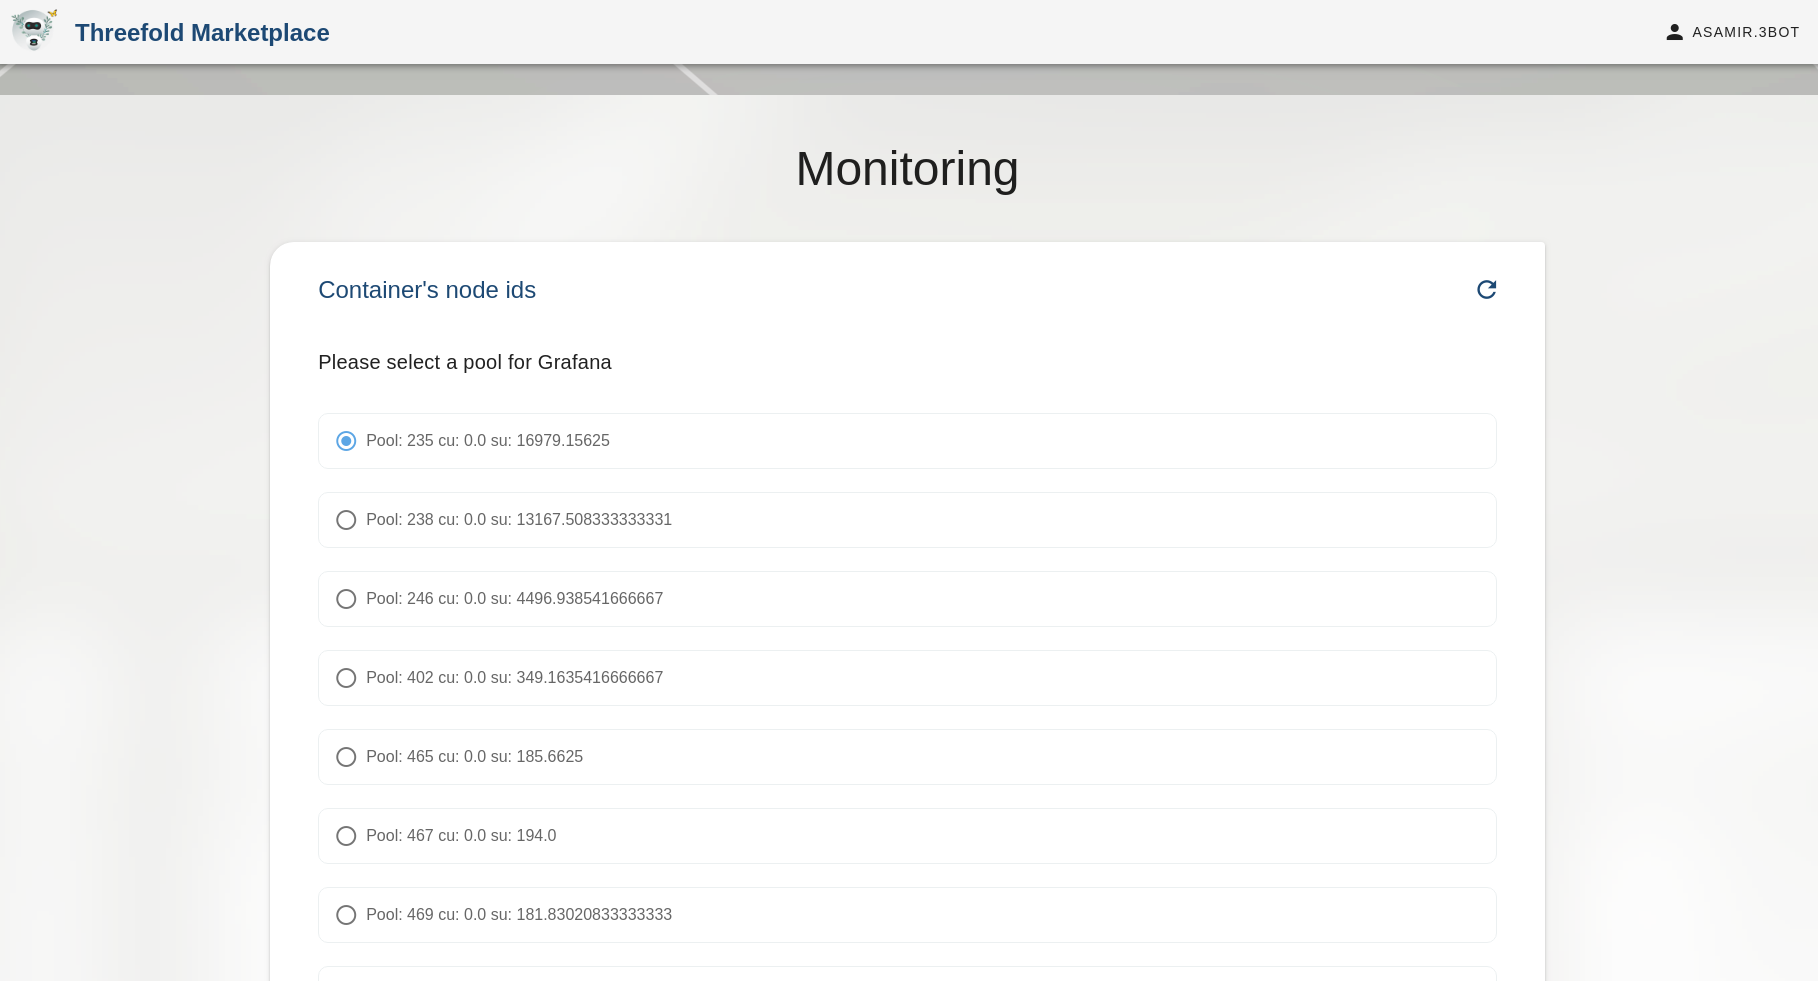 Threefold Marketplace
ASAMIR.3BOT
Monitoring
Container's node ids
Please select a pool for Grafana
Pool: 235 cu: 0.0 su: 16979.15625
Pool: 238 cu: 0.0 su: 13167.508333333331
Pool: 246 cu: 0.0 su: 4496.938541666667
Pool: 402 cu: 0.0 su: 349.1635416666667
Pool: 465 cu: 0.0 su: 185.6625
Pool: 467 cu: 0.0 su: 194.0
Pool: 469 cu: 0.0 su: 181.83020833333333